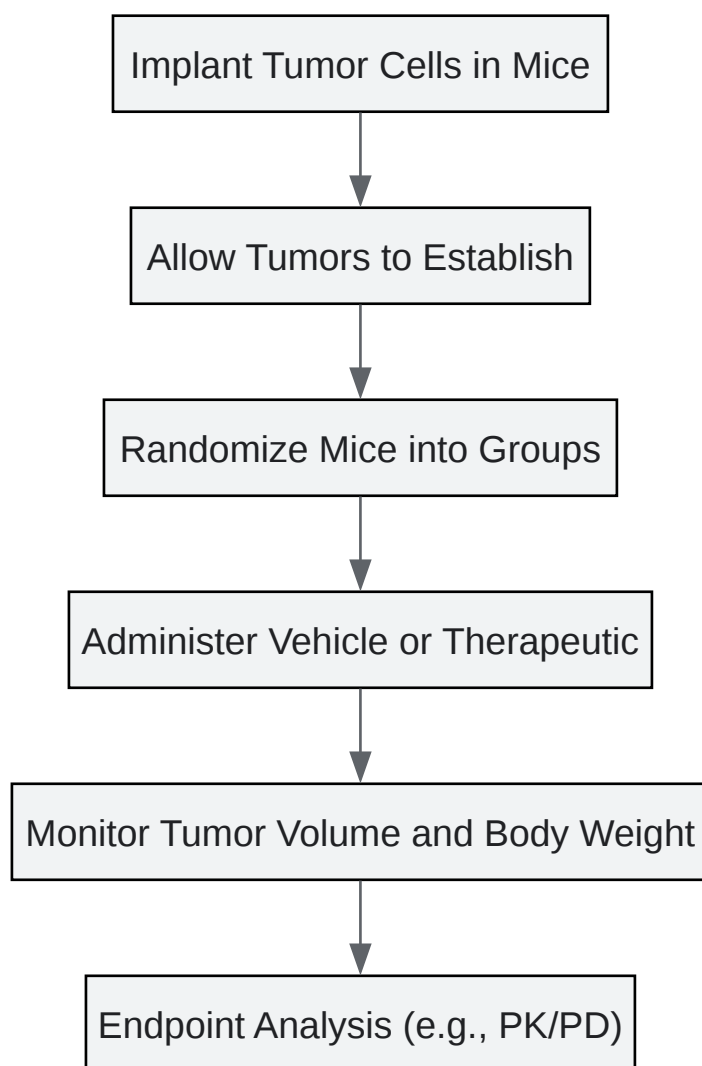 Implant Tumor Cells in Mice
Allow Tumors to Establish
Randomize Mice into Groups
Administer Vehicle or Therapeutic
Monitor Tumor Volume and Body Weight
Endpoint Analysis (e.g., PK/PD)